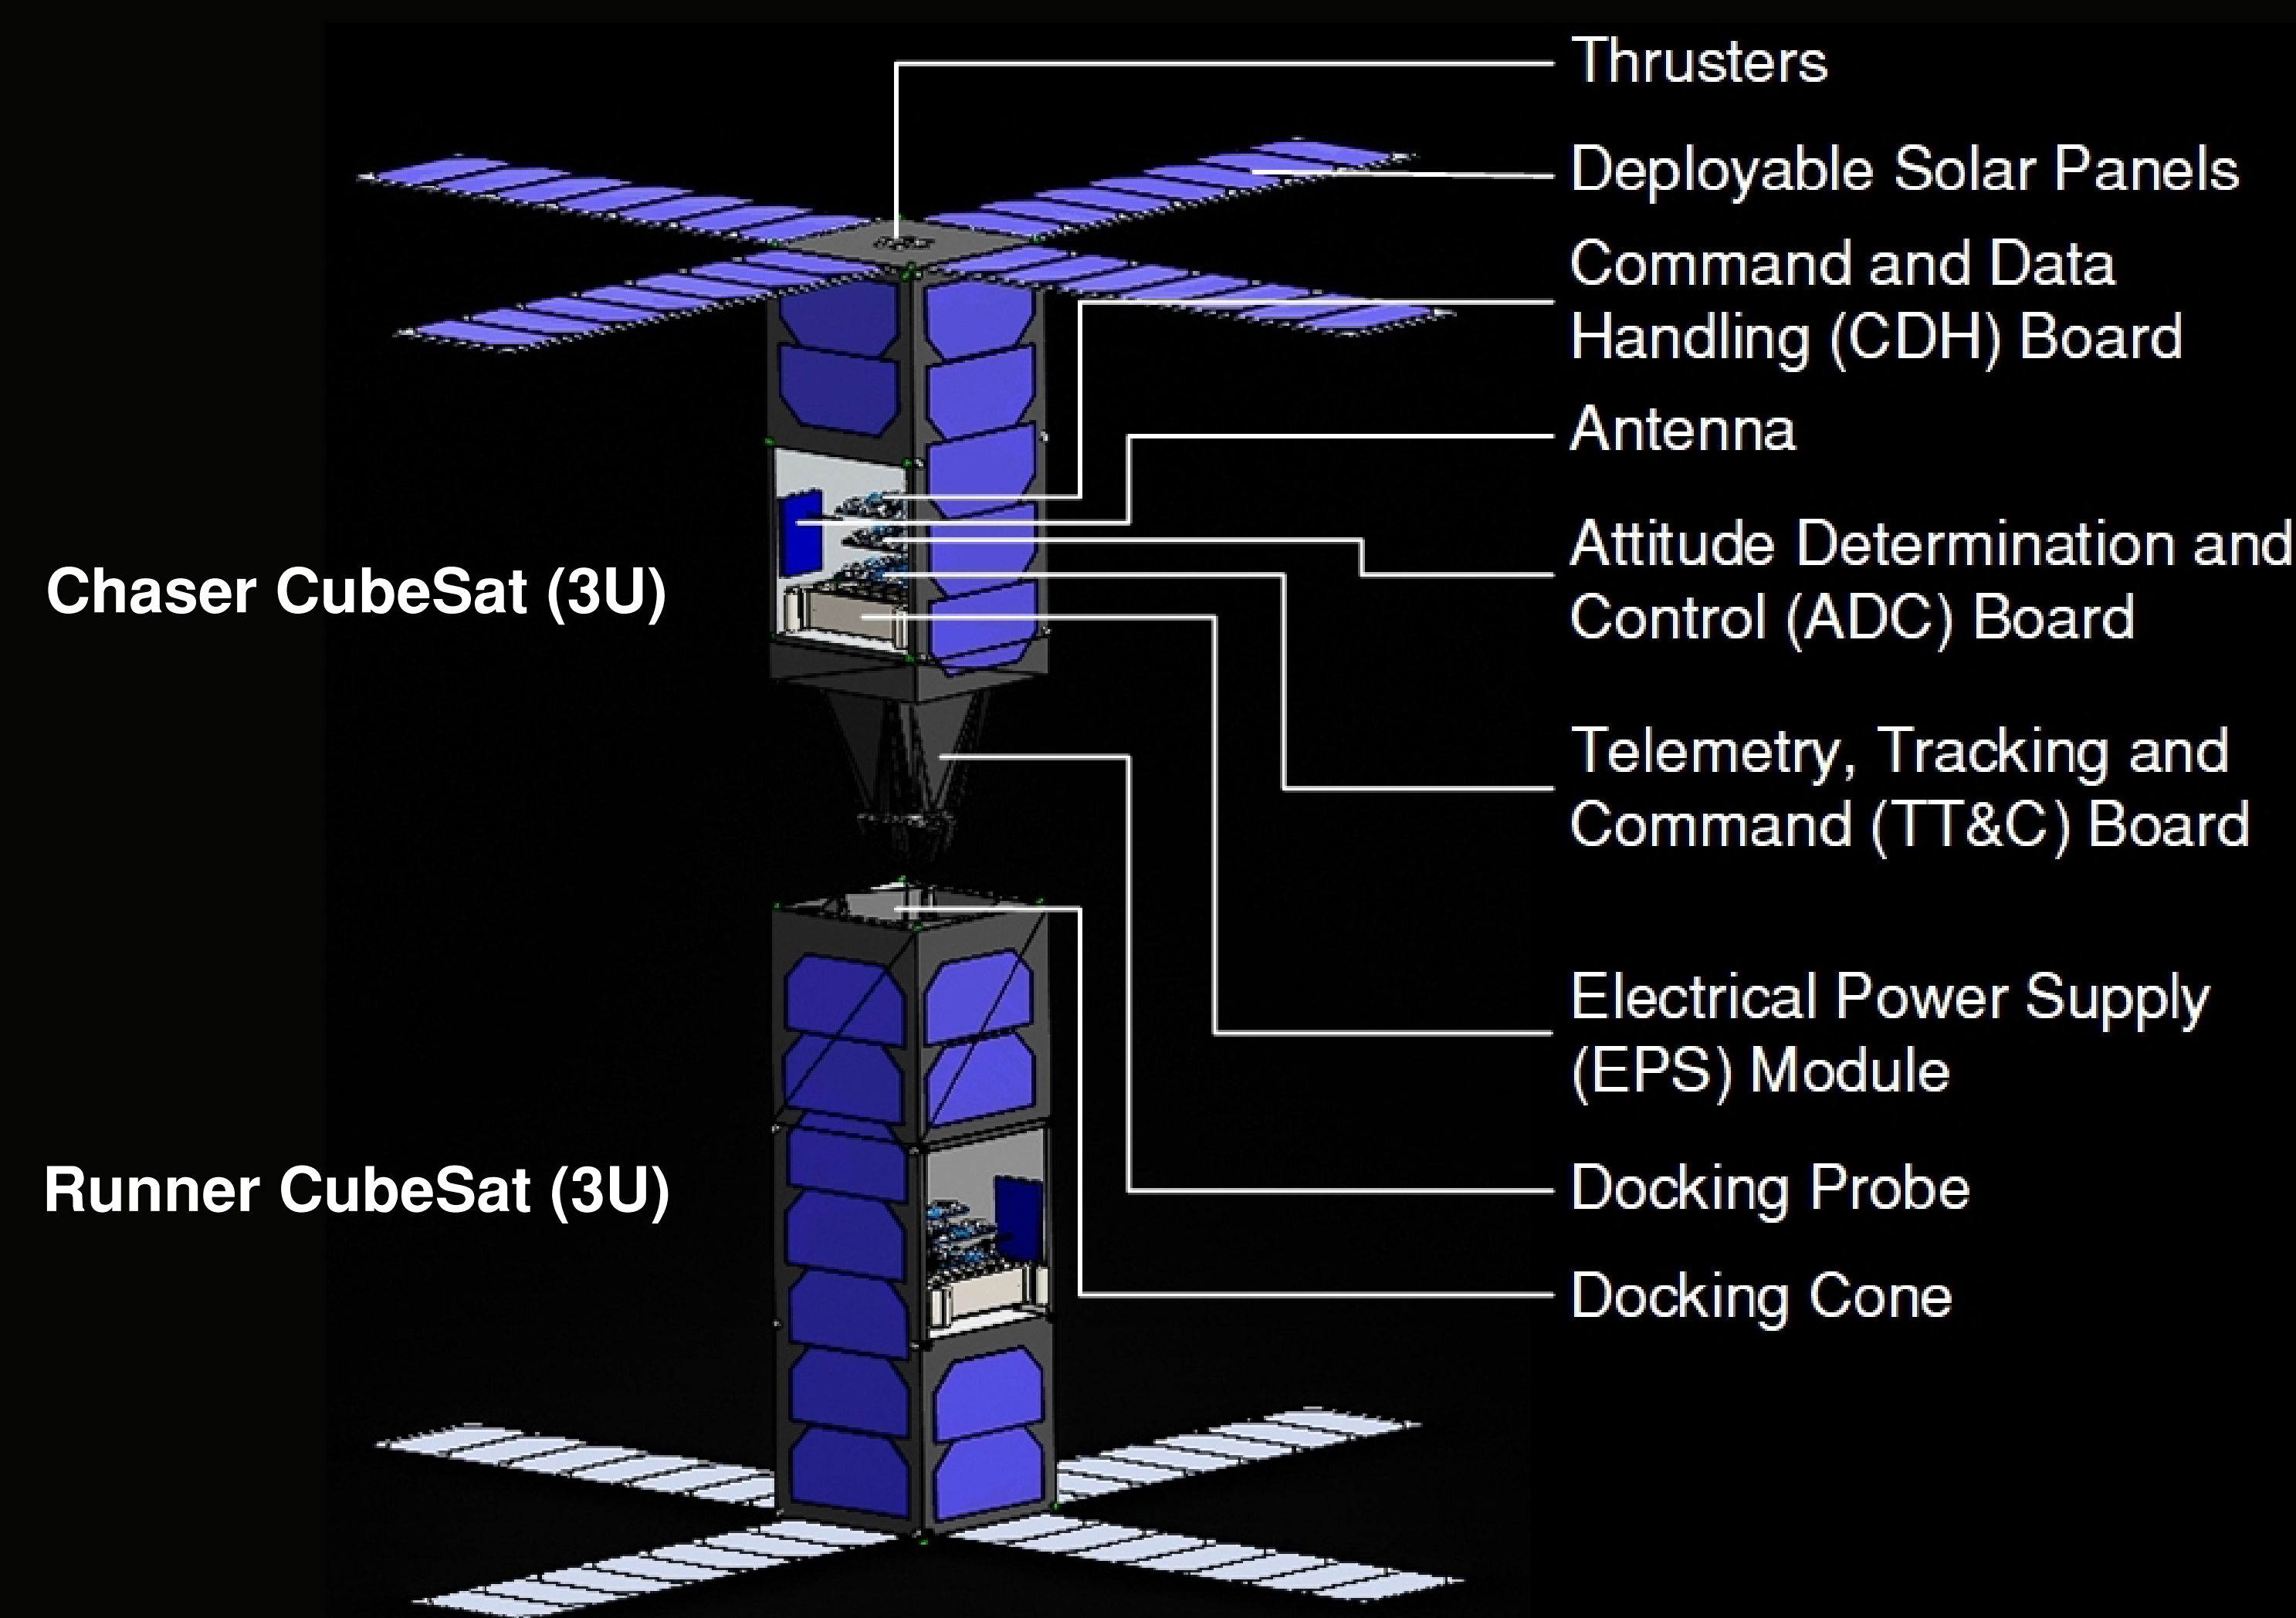 Thrusters
Deployable Solar Panels
Command and Data
Handling (CDH) Board
Antenna
Attitude Determination and
Control (ADC) Board
Chaser CubeSat (3U)
Telemetry, Tracking and
Command (TT&C) Board
Electrical Power Supply
(EPS) Module
Runner CubeSat (3U)
Docking Probe
Docking Cone